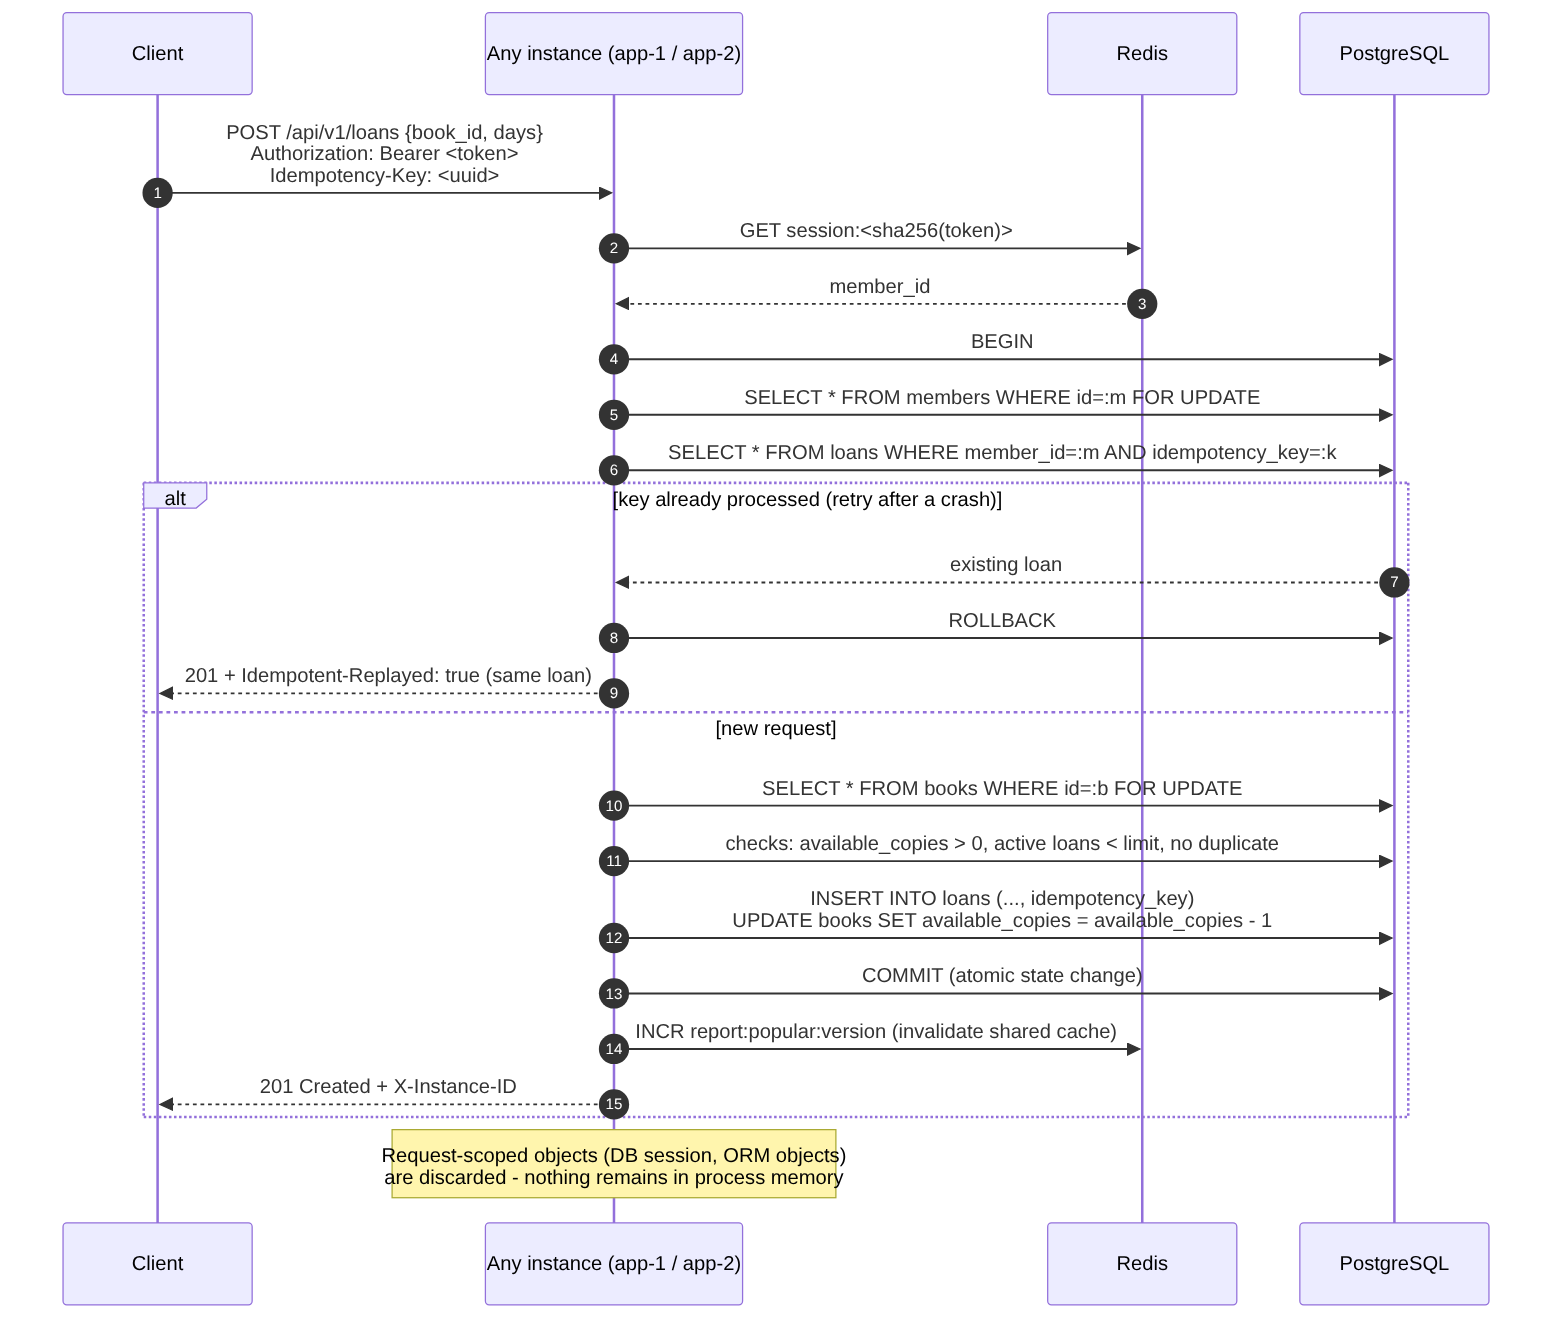 Client
Any instance (app-1 / app-2)
Redis
PostgreSQL
POST /api/v1/loans {book_id, days}
Authorization: Bearer <token>
Idempotency-Key: <uuid>
1
GET session:<sha256(token)>
2
member_id
3
BEGIN
4
SELECT * FROM members WHERE id=:m FOR UPDATE
5
SELECT * FROM loans WHERE member_id=:m AND idempotency_key=:k
6
alt
[key already processed (retry after a crash)]
existing loan
7
ROLLBACK
8
201 + Idempotent-Replayed: true (same loan)
9
[new request]
SELECT * FROM books WHERE id=:b FOR UPDATE
10
checks: available_copies > 0, active loans < limit, no duplicate
11
INSERT INTO loans (..., idempotency_key)
UPDATE books SET available_copies = available_copies - 1
12
COMMIT (atomic state change)
13
INCR report:popular:version (invalidate shared cache)
14
201 Created + X-Instance-ID
15
Request-scoped objects (DB session, ORM objects)
are discarded - nothing remains in process memory
Client
Any instance (app-1 / app-2)
Redis
PostgreSQL